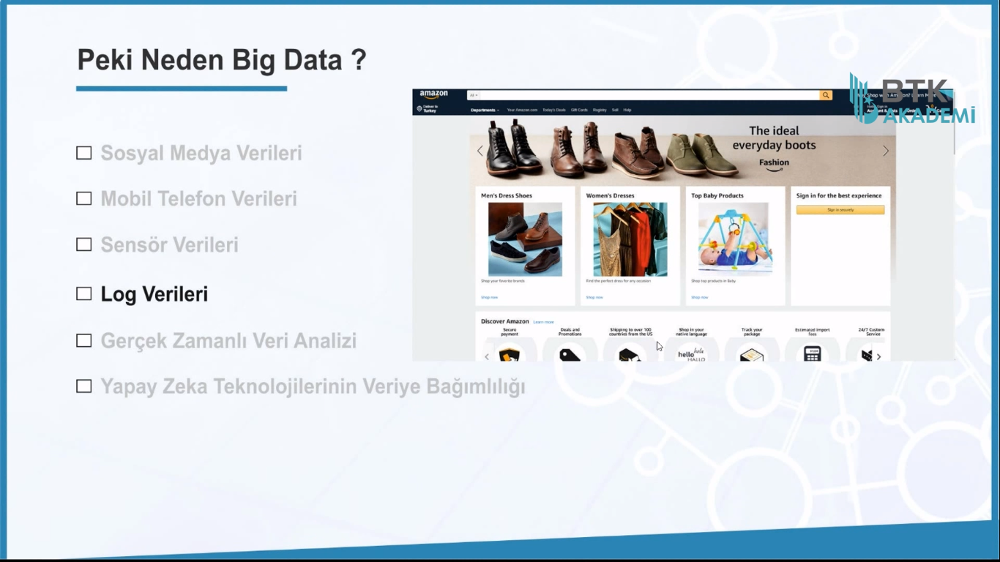 Peki Neden Big Data ?
Sosyal Medya Verileri
Mobil Telefon Verileri
Sensör Verileri
Log Verileri
Gerçek Zamanlı Veri Analizi
Yapay Zeka Teknolojilerinin Veriye Bağımlılığı
BTK
AKADEMİ
amazon
All
Shop with Amazon? Learn More
Deliver to
Turkey
Departments
Your Amazon.com Today's Deals Gift Cards Registry Sell Help
The ideal
everyday boots
Fashion
Men's Dress Shoes
Shop your favorite brands
Shop now
Women's Dresses
Find the perfect dress for any occasion
Shop now
Top Baby Products
Shop top products in Baby
Shop now
Sign in for the best experience
Sign in securely
Discover Amazon Learn more
Secure
payment
Deals and
Promotions
Shipping to over 100
countries from the US
Shop in your
native language
hello hola
HALLO
Track your
package
Estimated import
fees
24/7 Custom
Service